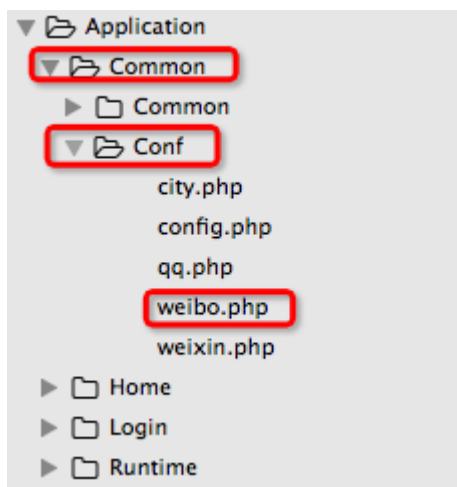 Application
Common
Common
Conf
city.php
config.php
qq.php
weibo.php
weixin.php
Home
Login
Runtime